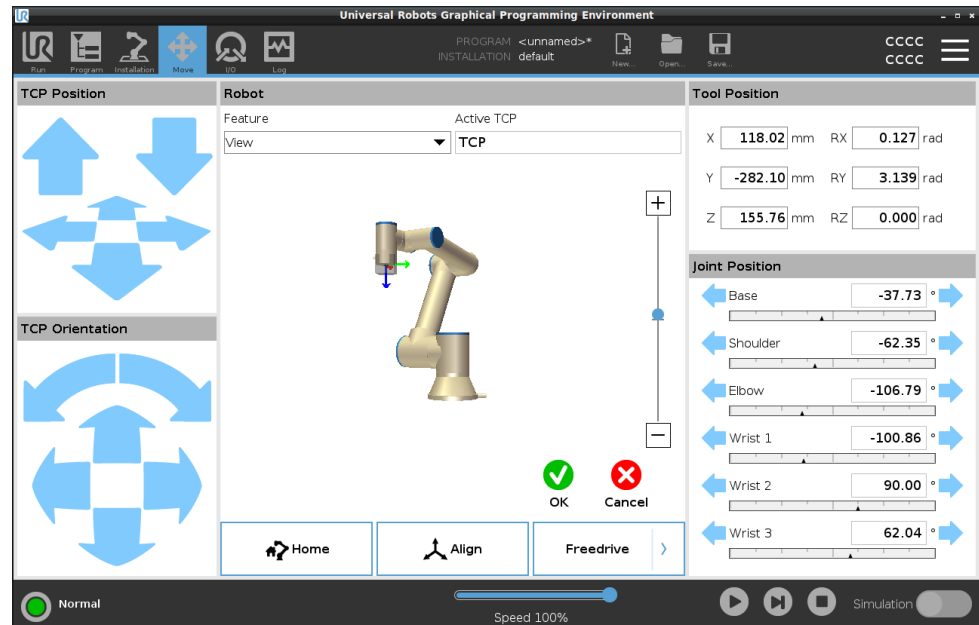 Universal Robots Graphical Programming Environment
UR
Run
Program
Installation
Move
I/O
Log
PROGRAM <unnamed>*
INSTALLATION default
New...
Open...
Save...
CCCC
CCCC
TCP Position
TCP Orientation
Robot
Feature
Active TCP
View
TCP
OK
Cancel
Home
Align
Freedrive
Tool Position
X 118.02 mm RX 0.127 rad
Y -282.10 mm RY 3.139 rad
Z 155.76 mm RZ 0.000 rad
Joint Position
Base -37.73 °
Shoulder -62.35 °
Elbow -106.79 °
Wrist 1 -100.86 °
Wrist 2 90.00 °
Wrist 3 62.04 °
Normal
Speed 100%
Simulation